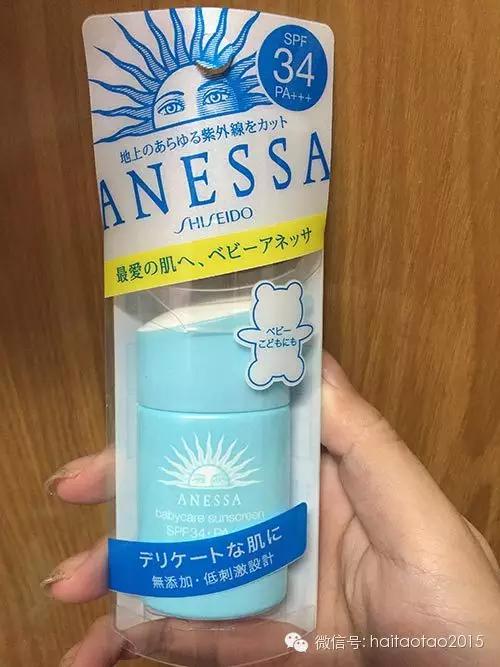 SPF
34
PA+++
地上のあらゆる紫外線をカット
ANESSA
SHISEIDO
最愛の肌へ、ベビーアネッサ
ベビー
こどもにも
ANESSA
babycare sunscreen
SPF34・PA
デリケートな肌に
無添加・低刺激設計
微信号: haitaotao2015